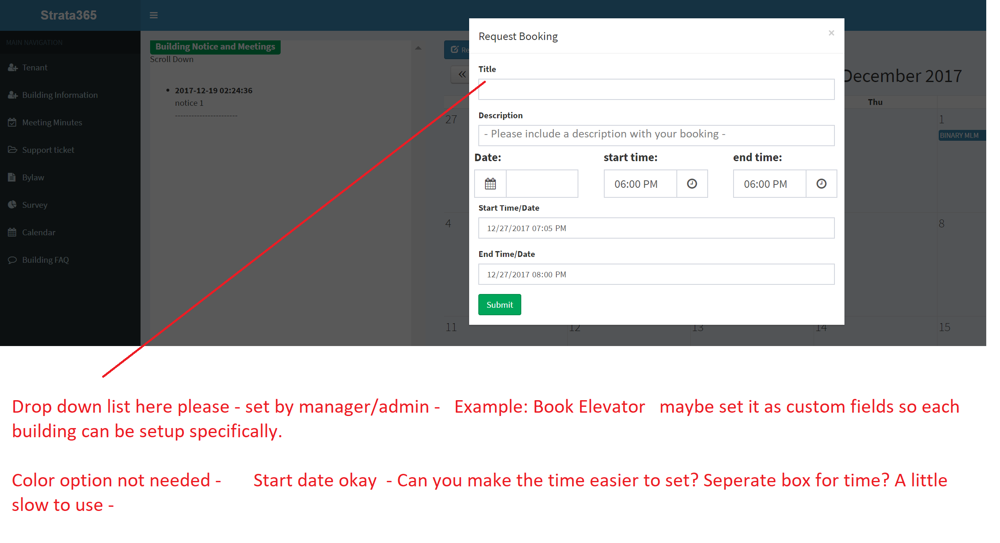 Strata365
MAIN NAVIGATION
Tenant
Building Information
Meeting Minutes
Support ticket
Bylaw
Survey
Calendar
Building FAQ
Building Notice and Meetings
Scroll Down
2017-12-19 02:24:36
notice 1
-----------------------
Re
«
December 2017
Thu
27
1
BINARY MLM
4
8
11
12
13
14
15
Request Booking
×
Title
Description
- Please include a description with your booking -
Date:
start time:
end time:
06:00 PM
06:00 PM
Start Time/Date
12/27/2017 07:05 PM
End Time/Date
12/27/2017 08:00 PM
Submit
Drop down list here please - set by manager/admin - Example: Book Elevator maybe set it as custom fields so each
building can be setup specifically.
Color option not needed - Start date okay - Can you make the time easier to set? Seperate box for time? A little
slow to use -